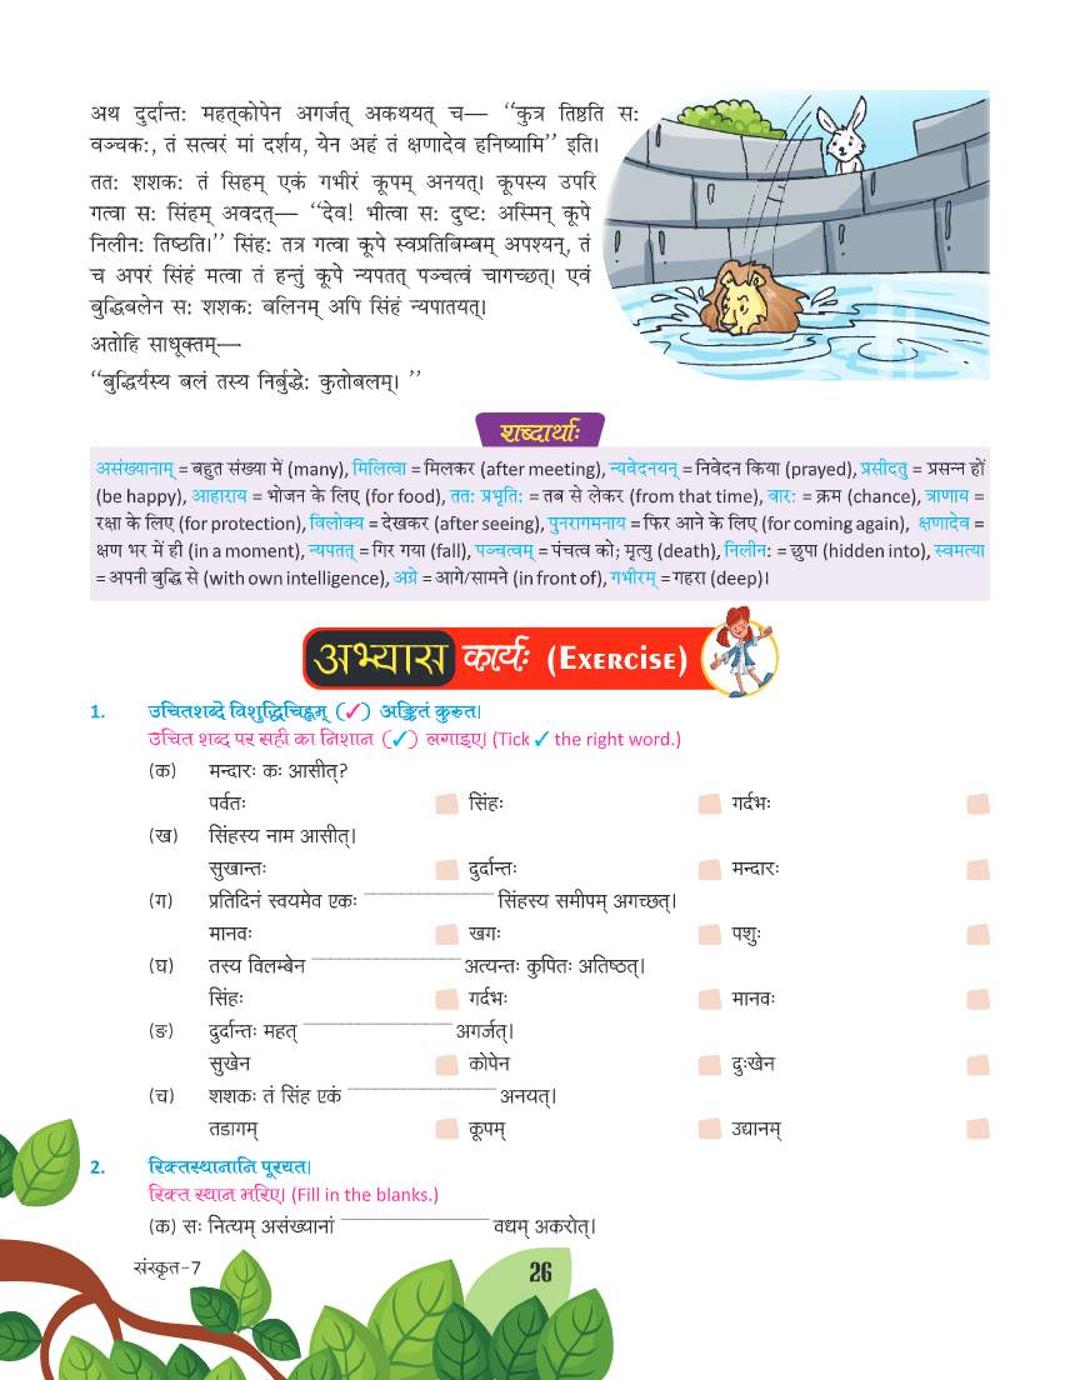 अथ दुर्दान्तः महत्कोपेन अगर्जत् अकथयत् च— “कुत्र तिष्ठति सः
वञ्चकः, तं सत्वरं मां दर्शय, येन अहं तं क्षणादेव हनिष्यामि” इति।
ततः शशकः तं सिहम् एकं गभीरं कूपम् अनयत्। कूपस्य उपरि
गत्वा सः सिंहम् अवदत्— “देव! भीत्वा सः दुष्टः अस्मिन् कूपे
निलीनः तिष्ठति।” सिंहः तत्र गत्वा कूपे स्वप्रतिबिम्बम् अपश्यन्, तं
च अपरं सिंहं मत्वा तं हन्तुं कूपे न्यपतत् पञ्चत्वं चागच्छत्। एवं
बुद्धिबलेन सः शशकः बलिनम् अपि सिंहं न्यपातयत्।
अतोहि साधूक्तम्—
“बुद्धिर्यस्य बलं तस्य निर्बुद्धेः कुतोबलम्। ”
शब्दार्थाः
असंख्यानाम् = बहुत संख्या में (many), मिलित्वा = मिलकर (after meeting), न्यवेदनयन् = निवेदन किया (prayed), प्रसीदतु = प्रसन्न हों
(be happy), आहाराय = भोजन के लिए (for food), ततः प्रभृतिः = तब से लेकर (from that time), वारः = क्रम (chance), त्राणाय =
रक्षा के लिए (for protection), विलोक्य = देखकर (after seeing), पुनरागमनाय = फिर आने के लिए (for coming again), क्षणादेव =
क्षण भर में ही (in a moment), न्यपतत् = गिर गया (fall), पञ्चत्वम् = पंचत्व को; मृत्यु (death), निलीनः = छुपा (hidden into), स्वमत्या
= अपनी बुद्धि से (with own intelligence), अग्रे = आगे/सामने (in front of), गभीरम् = गहरा (deep)।
अभ्यास कार्यः (Exercise)
1. उचितशब्दे विशुद्धिचिह्नम् (✓) अङ्कितं कुरुत।
उचित शब्द पर सही का निशान (✓) लगाइए। (Tick ✓ the right word.)
(क) मन्दारः कः आसीत्?
पर्वतः सिंहः गर्दभः
(ख) सिंहस्य नाम आसीत्।
सुखान्तः दुर्दान्तः मन्दारः
(ग) प्रतिदिनं स्वयमेव एकः ____________ सिंहस्य समीपम् अगच्छत्।
मानवः खगः पशुः
(घ) तस्य विलम्बेन ____________ अत्यन्तः कुपितः अतिष्ठत्।
सिंहः गर्दभः मानवः
(ङ) दुर्दान्तः महत् ____________ अगर्जत्।
सुखेन कोपेन दुःखेन
(च) शशकः तं सिंह एकं ____________ अनयत्।
तडागम् कूपम् उद्यानम्
2. रिक्तस्थानानि पूरयत।
रिक्त स्थान भरिए। (Fill in the blanks.)
(क) सः नित्यम् असंख्यानां ____________ वधम् अकरोत्।
संस्कृत-7
26